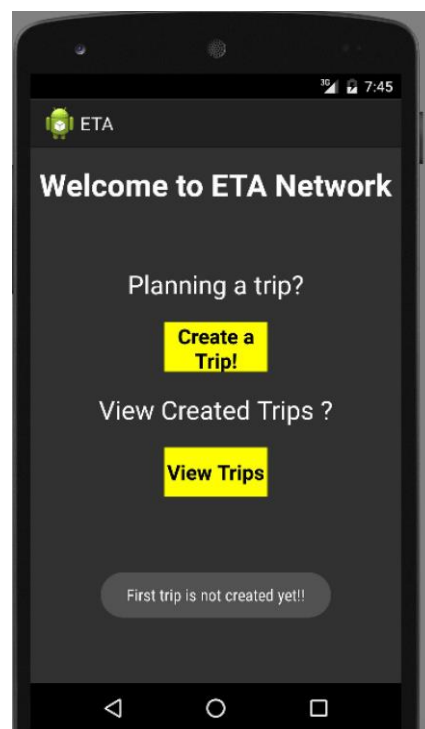 3G 7:45
ETA
Welcome to ETA Network
Planning a trip?
Create a
Trip!
View Created Trips ?
View Trips
First trip is not created yet!!